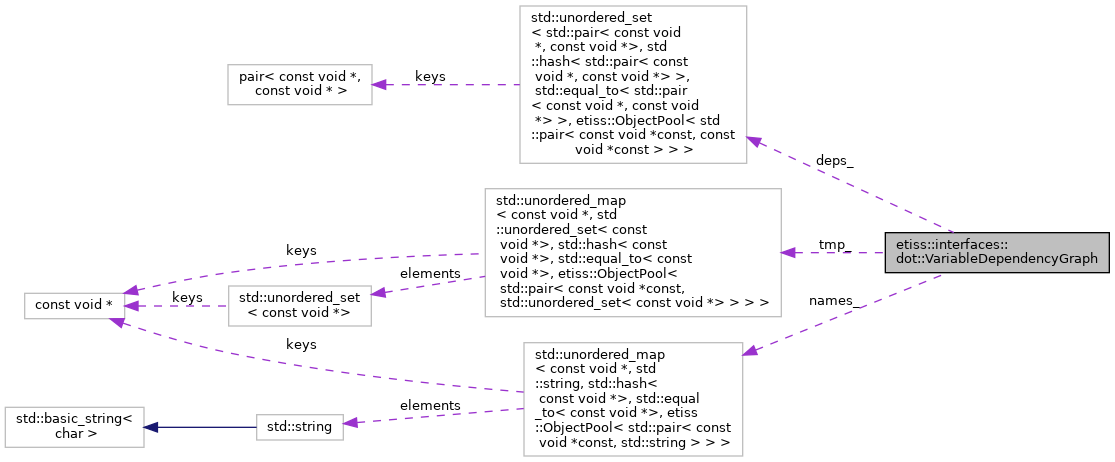 std::unordered_set
< std::pair< const void
*, const void *>, std
::hash< std::pair< const
void *, const void *> >,
std::equal_to< std::pair
< const void *, const void
*> >, etiss::ObjectPool< std
::pair< const void *const, const
void *const > > >
pair< const void *,
const void * >
keys
deps_
std::unordered_map
< const void *, std
::unordered_set< const
void *>, std::hash< const
void *>, std::equal_to< const
void *>, etiss::ObjectPool<
std::pair< const void *const,
std::unordered_set< const void *> > > >
tmp_
etiss::interfaces::
dot::VariableDependencyGraph
keys
elements
const void *
keys
std::unordered_set
< const void *>
names_
keys
std::unordered_map
< const void *, std
::string, std::hash<
const void *>, std::equal
_to< const void *>, etiss
::ObjectPool< std::pair< const
void *const, std::string > > >
elements
std::basic_string<
char >
std::string